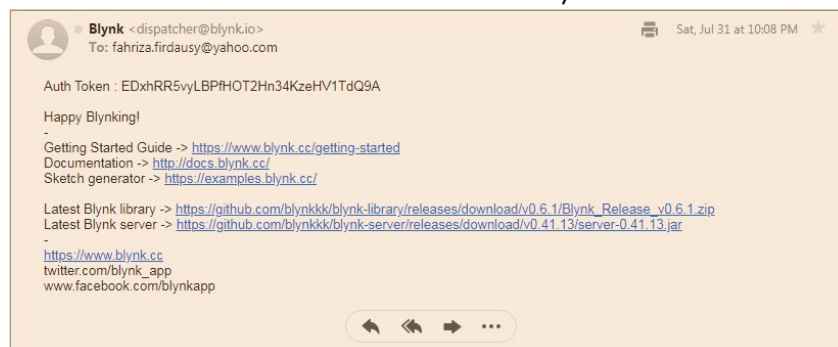 Blynk <dispatcher@blynk.io>
Sat, Jul 31 at 10:08 PM
To: fahriza.firdausy@yahoo.com
Auth Token : EDxhRR5vyLBPfHOT2Hn34KzeHV1TdQ9A
Happy Blynking!
-
Getting Started Guide -> https://www.blynk.cc/getting-started
Documentation -> http://docs.blynk.cc/
Sketch generator -> https://examples.blynk.cc/
Latest Blynk library -> https://github.com/blynkkk/blynk-library/releases/download/v0.6.1/Blynk_Release_v0.6.1.zip
Latest Blynk server -> https://github.com/blynkkk/blynk-server/releases/download/v0.41.13/server-0.41.13.jar
-
https://www.blynk.cc
twitter.com/blynk_app
www.facebook.com/blynkapp